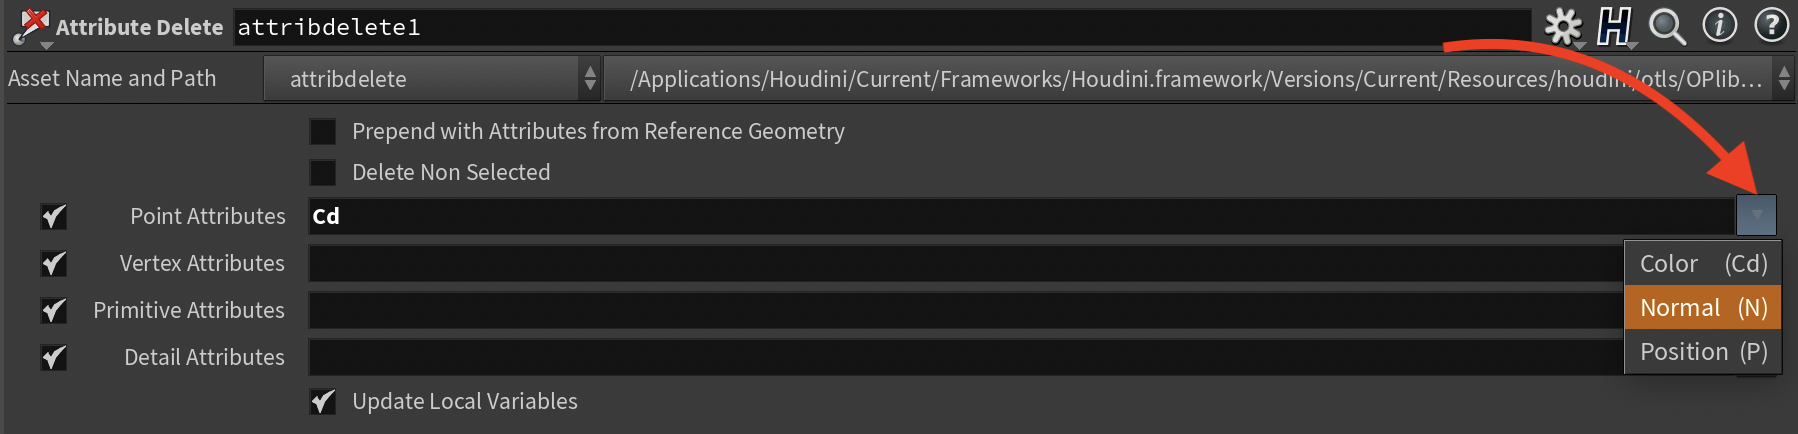 Attribute Delete attribdelete1
Asset Name and Path attribdelete /Applications/Houdini/Current/Frameworks/Houdini.framework/Versions/Current/Resources/houdini/otls/OPlib...
Prepend with Attributes from Reference Geometry
Delete Non Selected
Point Attributes Cd
Vertex Attributes
Color (Cd)
Primitive Attributes
Normal (N)
Detail Attributes
Position (P)
Update Local Variables